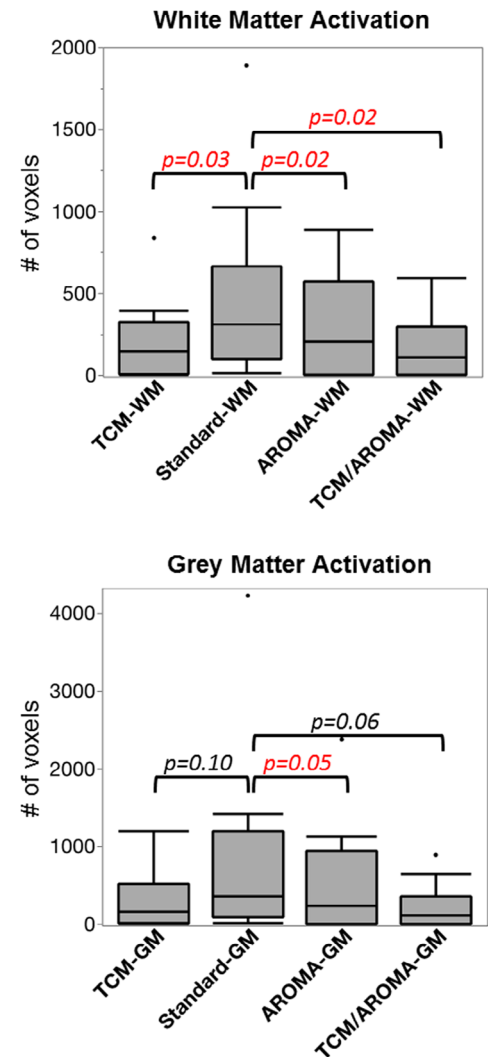 White Matter Activation
2000
1500
1000
500
0
# of voxels
p=0.02
p=0.03
p=0.02
TCM-WM
Standard-WM
AROMA-WM
TCM/AROMA-WM
Grey Matter Activation
4000
3000
2000
1000
0
# of voxels
p=0.06
p=0.10
p=0.05
TCM-GM
Standard-GM
AROMA-GM
TCM/AROMA-GM